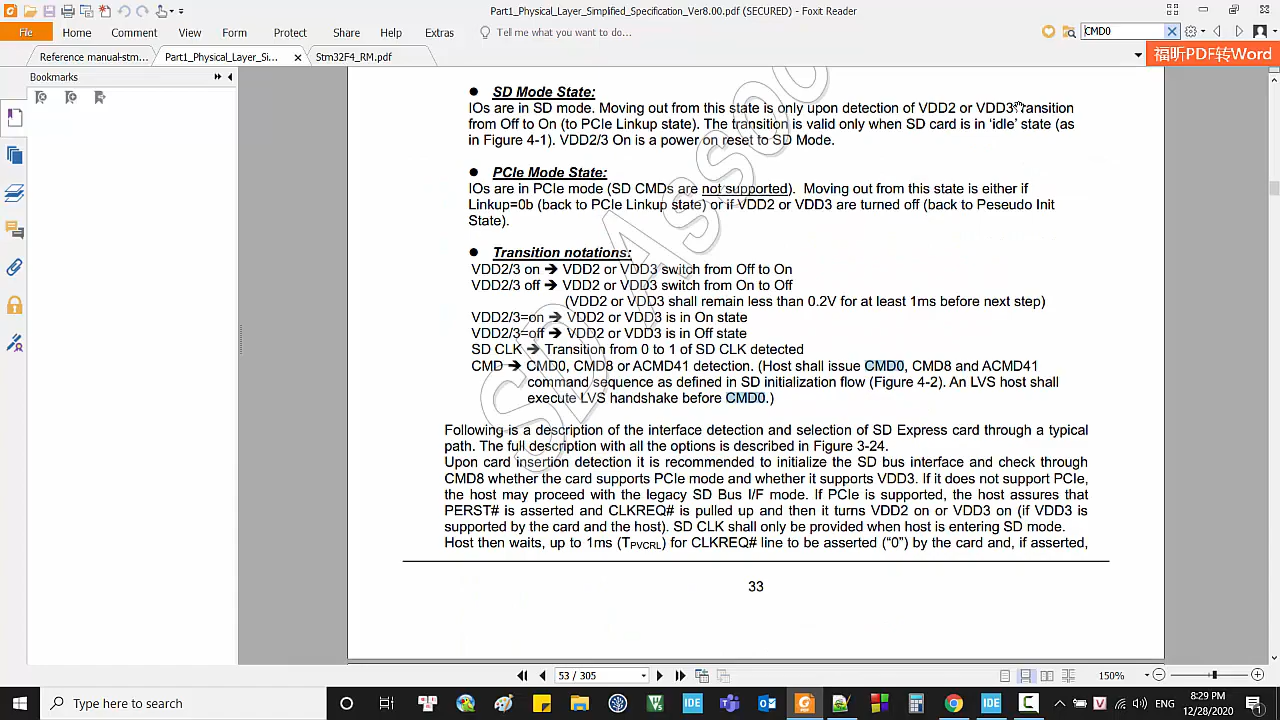 Part1_Physical_Layer_Simplified_Specification_Ver8.00.pdf (SECURED) - Foxit Reader
File Home Comment View Form Protect Share Help Extras Tell me what you want to do... CMD0
Reference manual-stm... Part1_Physical_Layer_Si... Stm32F4_RM.pdf 福昕PDF转Word
Bookmarks
SD Mode State:
IOs are in SD mode. Moving out from this state is only upon detection of VDD2 or VDD3 transition
from Off to On (to PCIe Linkup state). The transition is valid only when SD card is in ‘idle’ state (as
in Figure 4-1). VDD2/3 On is a power on reset to SD Mode.
PCIe Mode State:
IOs are in PCIe mode (SD CMDs are not supported). Moving out from this state is either if
Linkup=0b (back to PCIe Linkup state) or if VDD2 or VDD3 are turned off (back to Peseudo Init
State).
Transition notations:
VDD2/3 on ➔ VDD2 or VDD3 switch from Off to On
VDD2/3 off ➔ VDD2 or VDD3 switch from On to Off
(VDD2 or VDD3 shall remain less than 0.2V for at least 1ms before next step)
VDD2/3=on ➔ VDD2 or VDD3 is in On state
VDD2/3=off ➔ VDD2 or VDD3 is in Off state
SD CLK ➔ Transition from 0 to 1 of SD CLK detected
CMD ➔ CMD0, CMD8 or ACMD41 detection. (Host shall issue CMD0, CMD8 and ACMD41
command sequence as defined in SD initialization flow (Figure 4-2). An LVS host shall
execute LVS handshake before CMD0.)
Following is a description of the interface detection and selection of SD Express card through a typical
path. The full description with all the options is described in Figure 3-24.
Upon card insertion detection it is recommended to initialize the SD bus interface and check through
CMD8 whether the card supports PCIe mode and whether it supports VDD3. If it does not support PCIe,
the host may proceed with the legacy SD Bus I/F mode. If PCIe is supported, the host assures that
PERST# is asserted and CLKREQ# is pulled up and then it turns VDD2 on or VDD3 on (if VDD3 is
supported by the card and the host). SD CLK shall only be provided when host is entering SD mode.
Host then waits, up to 1ms (TPVCRL) for CLKREQ# line to be asserted (“0”) by the card and, if asserted,
33
SD Assoc
53 / 305 150%
Type here to search
ENG
8:29 PM
12/28/2020